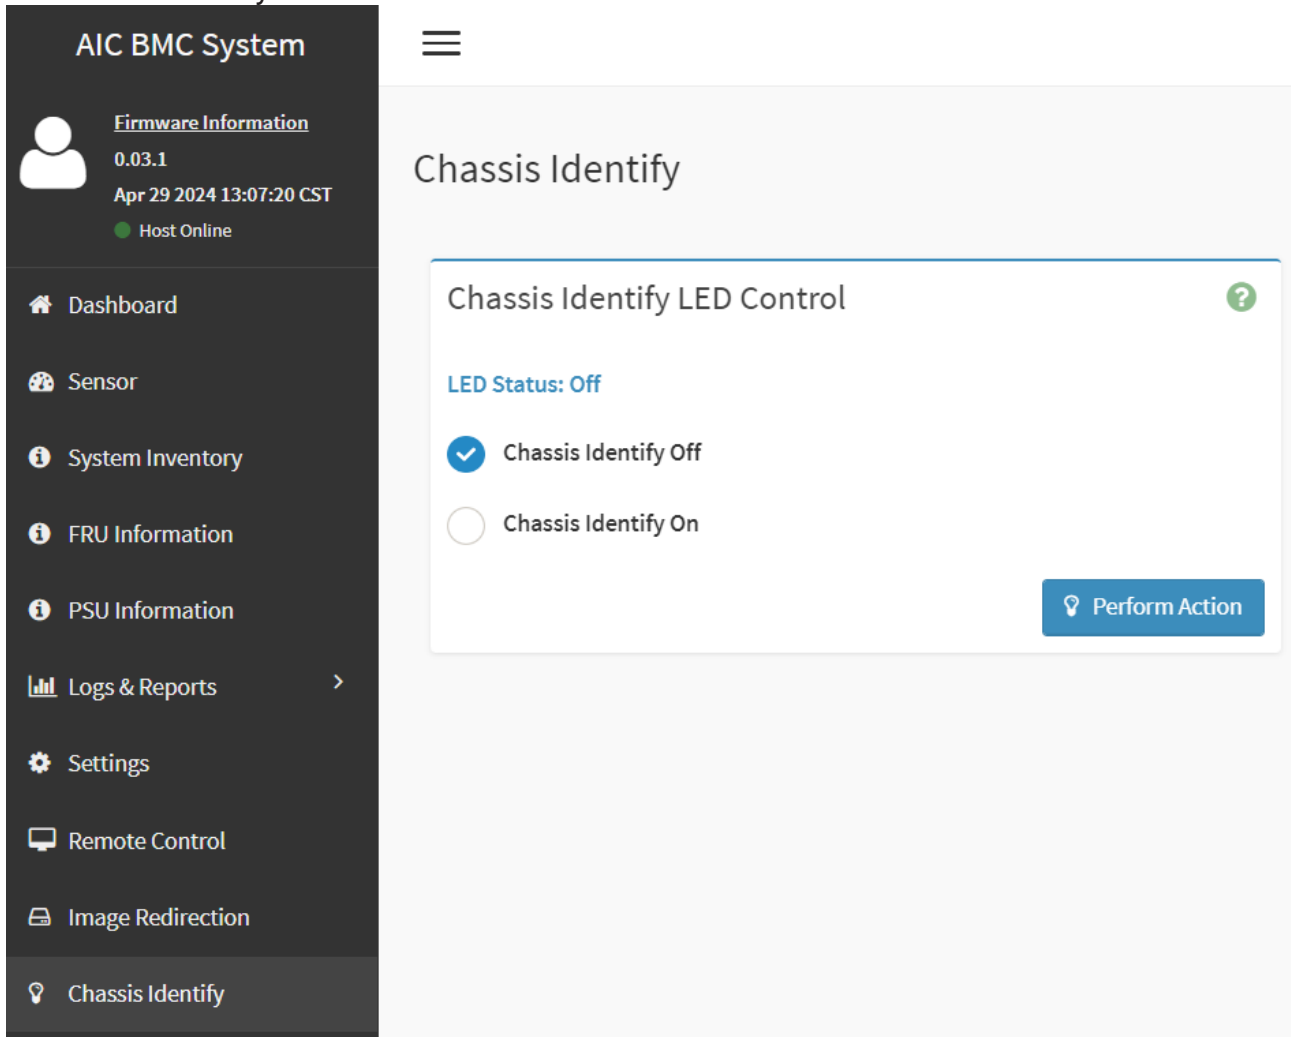 AIC BMC System
Firmware Information
0.03.1
Apr 29 2024 13:07:20 CST
Host Online
Dashboard
Sensor
System Inventory
FRU Information
PSU Information
Logs & Reports
Settings
Remote Control
Image Redirection
Chassis Identify
Chassis Identify
Chassis Identify LED Control
LED Status: Off
Chassis Identify Off
Chassis Identify On
Perform Action